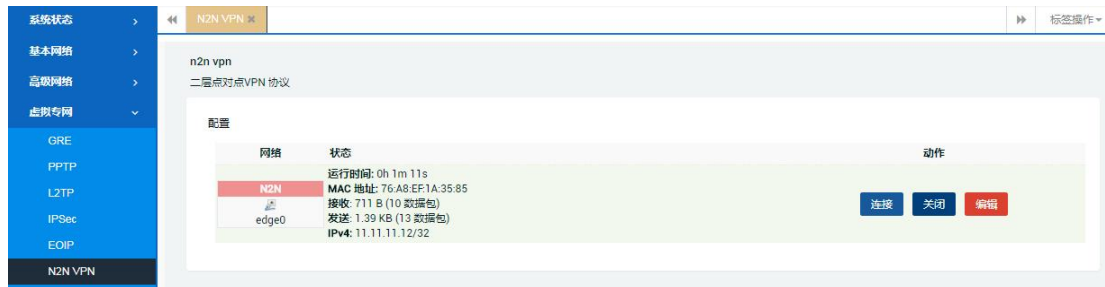 系统状态
N2N VPN
标签操作
基本网络
高级网络
虚拟专网
GRE
PPTP
L2TP
IPSec
EOIP
N2N VPN
n2n vpn
二层点对点VPN 协议
配置
网络 状态 动作
N2N
edge0
运行时间: 0h 1m 11s
MAC 地址: 76:A8:EF:1A:35:85
接收: 711 B (10 数据包)
发送: 1.39 KB (13 数据包)
IPv4: 11.11.11.12/32
连接 关闭 编辑